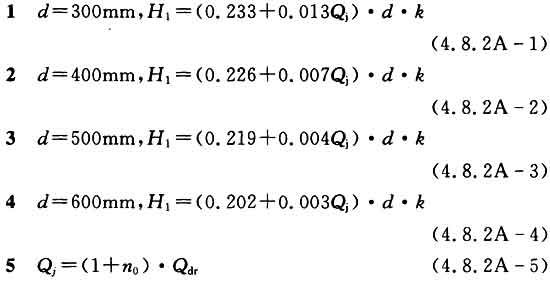 1 d=300mm,H₁=(0.233+0.013Qⱼ)·d·k
(4.8.2A-1)
2 d=400mm,H₁=(0.226+0.007Qⱼ)·d·k
(4.8.2A-2)
3 d=500mm,H₁=(0.219+0.004Qⱼ)·d·k
(4.8.2A-3)
4 d=600mm,H₁=(0.202+0.003Qⱼ)·d·k
(4.8.2A-4)
5 Qⱼ=(1+n₀)·Qdr (4.8.2A-5)